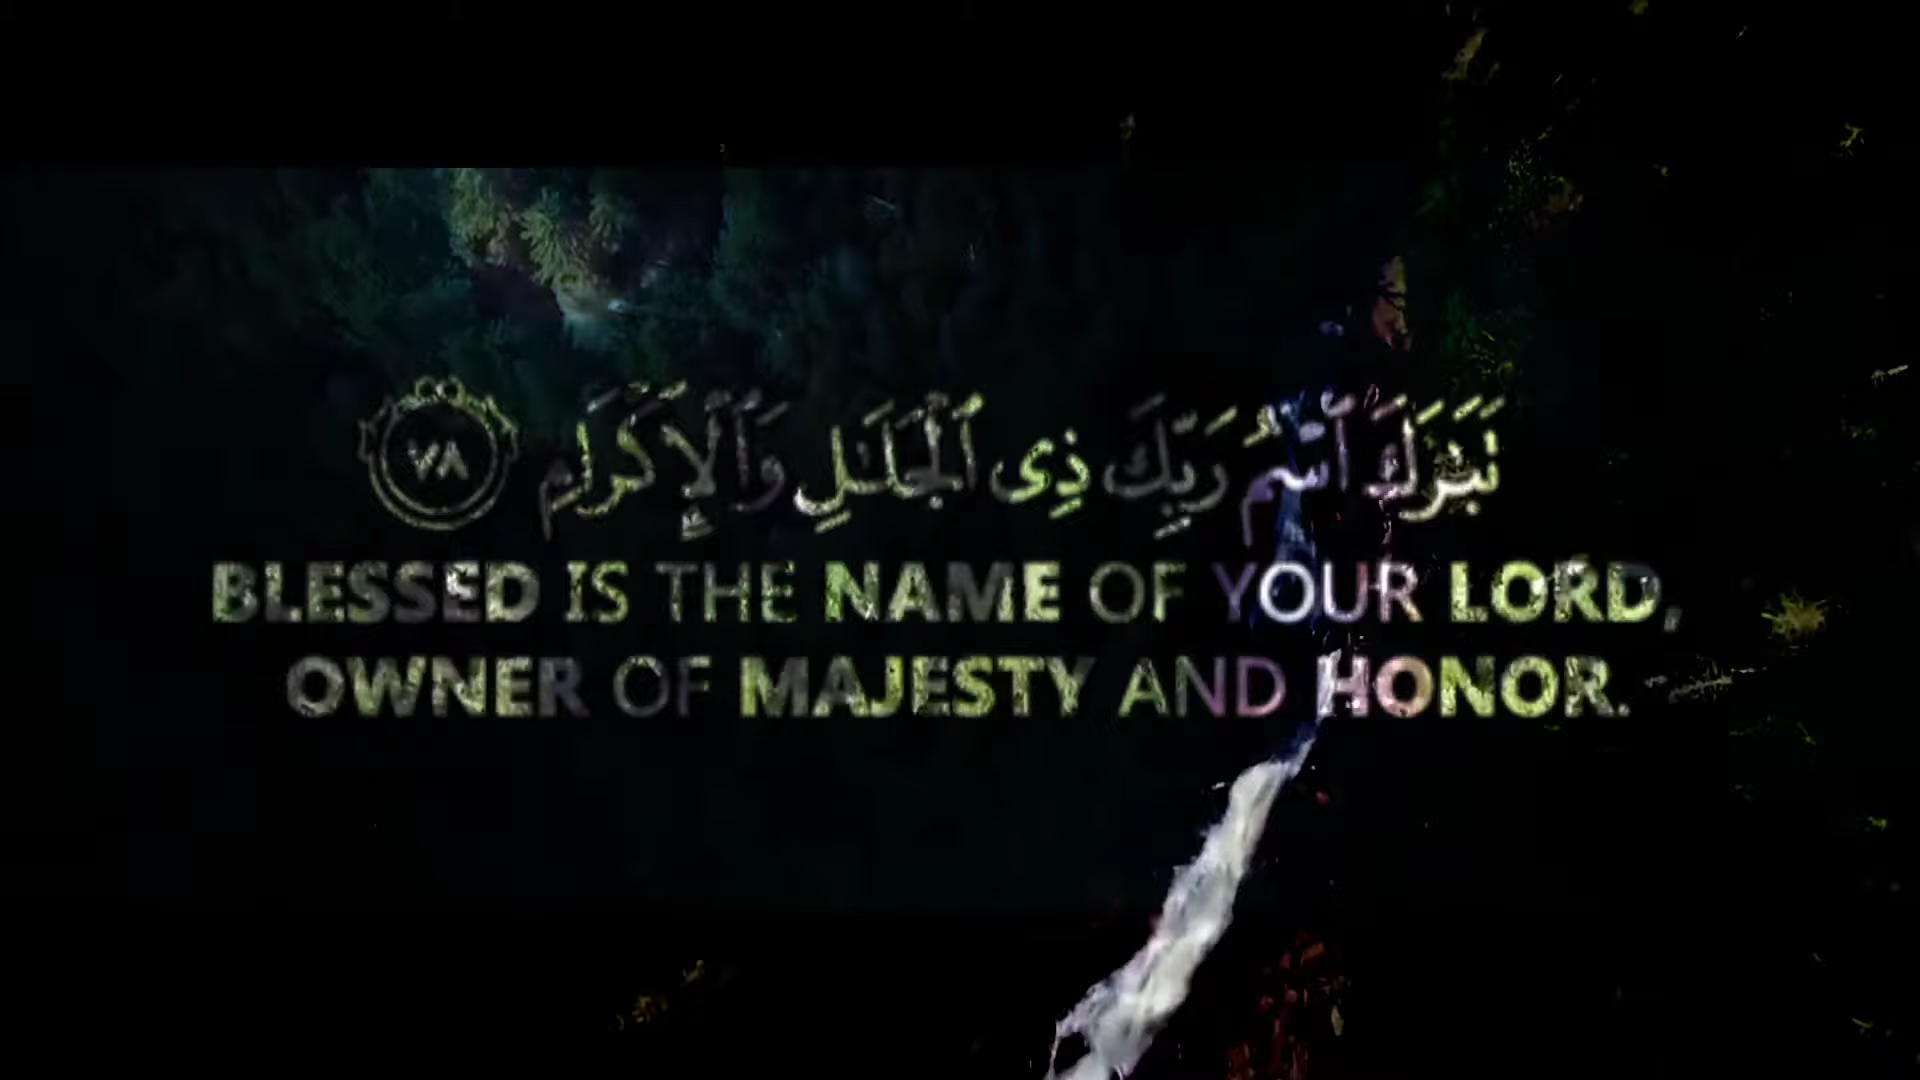 تَبَٰرَكَ ٱسْمُ رَبِّكَ ذِى ٱلْجَلَٰلِ وَٱلْإِكْرَامِ ٧٨
BLESSED IS THE NAME OF YOUR LORD,
OWNER OF MAJESTY AND HONOR.